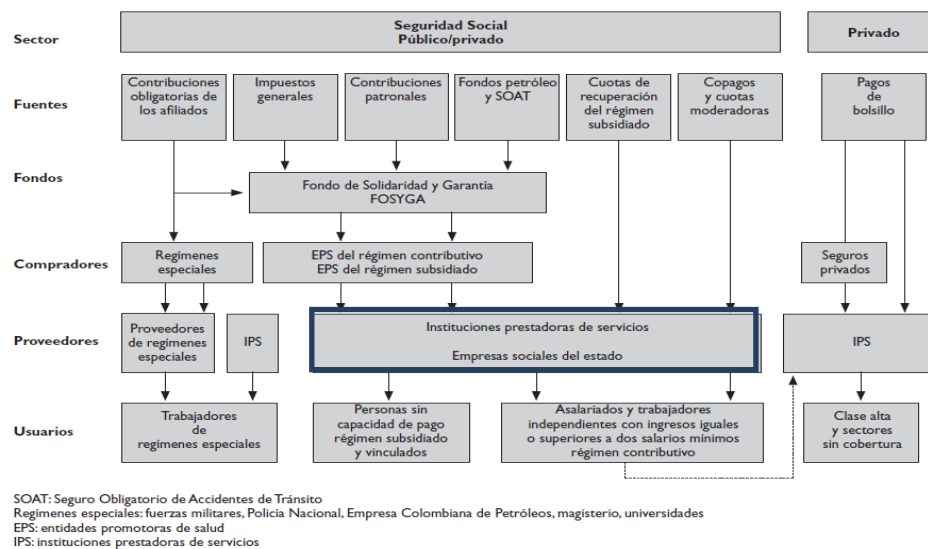 Sector
Seguridad Social
Público/privado
Privado
Fuentes
Contribuciones
obligatorias de
los afiliados
Impuestos
generales
Contribuciones
patronales
Fondos petróleo
y SOAT
Cuotas de
recuperación
del régimen
subsidiado
Copagos
y cuotas
moderadoras
Pagos
de
bolsillo
Fondos
Fondo de Solidaridad y Garantía
FOSYGA
Compradores
Regímenes
especiales
EPS del régimen contributivo
EPS del régimen subsidiado
Seguros
privados
Proveedores
Proveedores
de regímenes
especiales
IPS
Instituciones prestadoras de servicios
Empresas sociales del estado
IPS
Usuarios
Trabajadores
de
regímenes especiales
Personas sin
capacidad de pago
régimen subsidiado
y vinculados
Asalariados y trabajadores
independientes con ingresos iguales
o superiores a dos salarios mínimos
régimen contributivo
Clase alta
y sectores
sin cobertura
SOAT: Seguro Obligatorio de Accidentes de Tránsito
Regímenes especiales: fuerzas militares, Policía Nacional, Empresa Colombiana de Petróleos, magisterio, universidades
EPS: entidades promotoras de salud
IPS: instituciones prestadoras de servicios